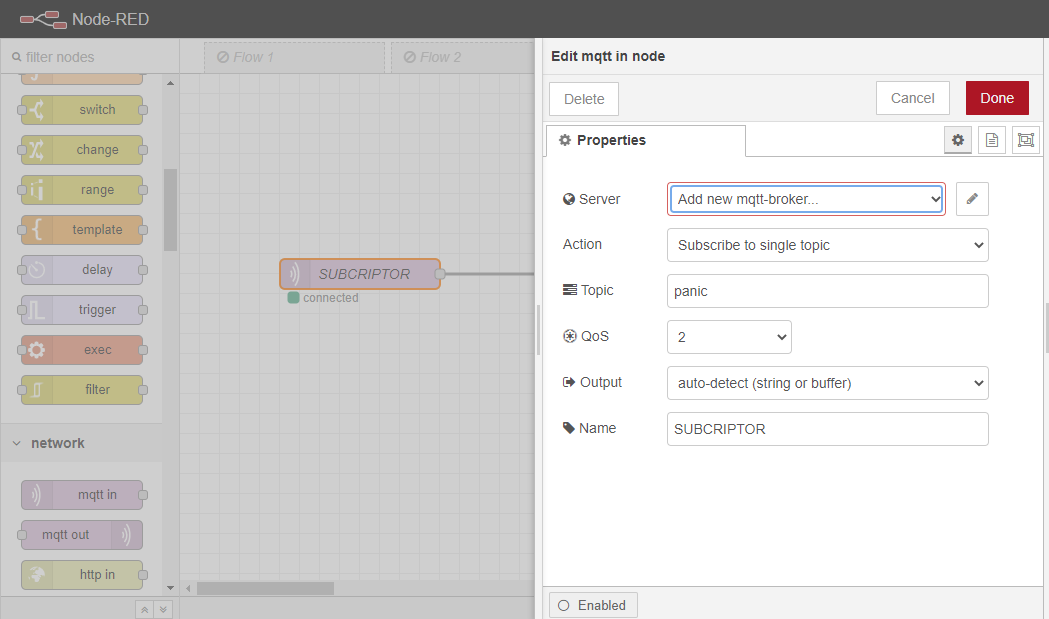 Node-RED
filter nodes
Flow 1
Flow 2
switch
change
range
template
delay
trigger
exec
filter
network
mqtt in
mqtt out
http in
SUBCRIPTOR
connected
Edit mqtt in node
Delete
Cancel
Done
Properties
Server
Add new mqtt-broker...
Action
Subscribe to single topic
Topic
panic
QoS
2
Output
auto-detect (string or buffer)
Name
SUBCRIPTOR
Enabled